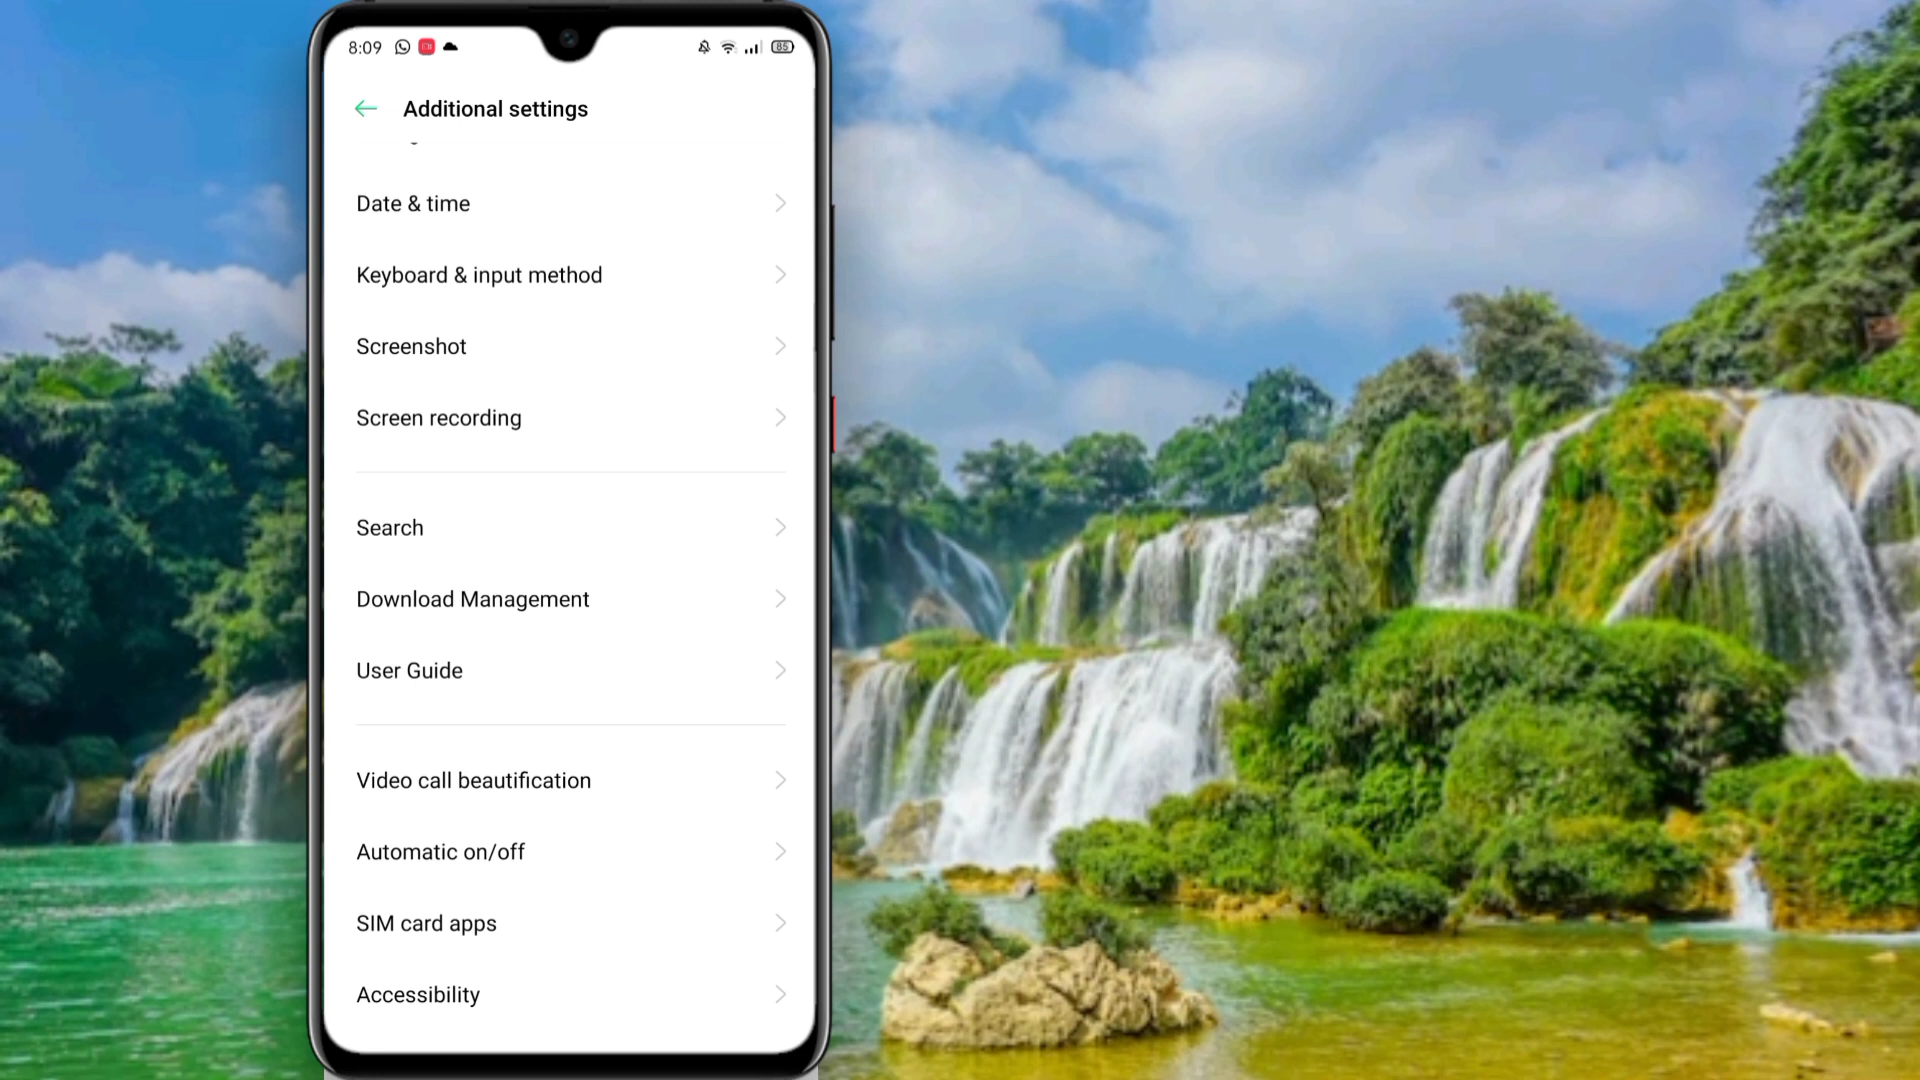 8:09
85
Additional settings
Date & time
Keyboard & input method
Screenshot
Screen recording
Search
Download Management
User Guide
Video call beautification
Automatic on/off
SIM card apps
Accessibility